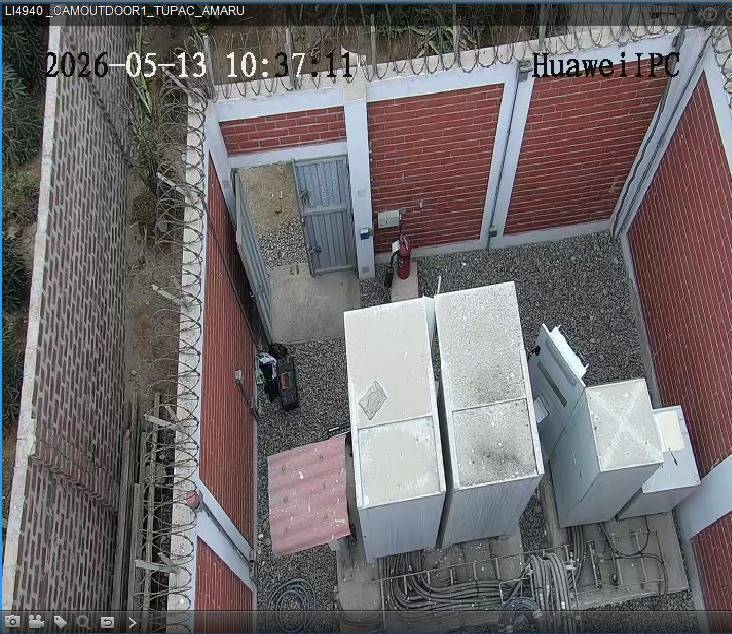 LI4940 _CAMOUTDOOR1_TUPAC_AMARU
2026-05-13 10:37:11
HuaweiIPC